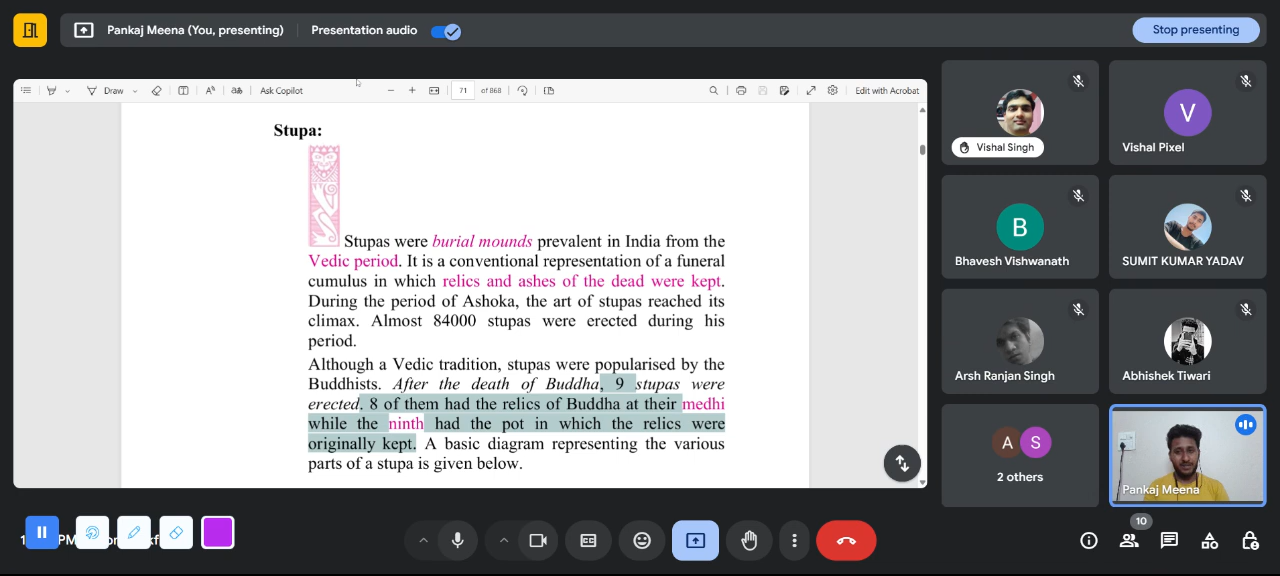 Pankaj Meena (You, presenting)
Presentation audio
Stop presenting
Draw
Ask Copilot
71
of 868
Edit with Acrobat
Stupa:
Stupas were burial mounds prevalent in India from the
Vedic period. It is a conventional representation of a funeral
cumulus in which relics and ashes of the dead were kept.
During the period of Ashoka, the art of stupas reached its
climax. Almost 84000 stupas were erected during his
period.
Although a Vedic tradition, stupas were popularised by the
Buddhists. After the death of Buddha, 9 stupas were
erected. 8 of them had the relics of Buddha at their medhi
while the ninth had the pot in which the relics were
originally kept. A basic diagram representing the various
parts of a stupa is given below.
Vishal Singh
V
Vishal Pixel
B
Bhavesh Vishwanath
SUMIT KUMAR YADAV
Arsh Ranjan Singh
Abhishek Tiwari
A
S
2 others
Pankaj Meena
10